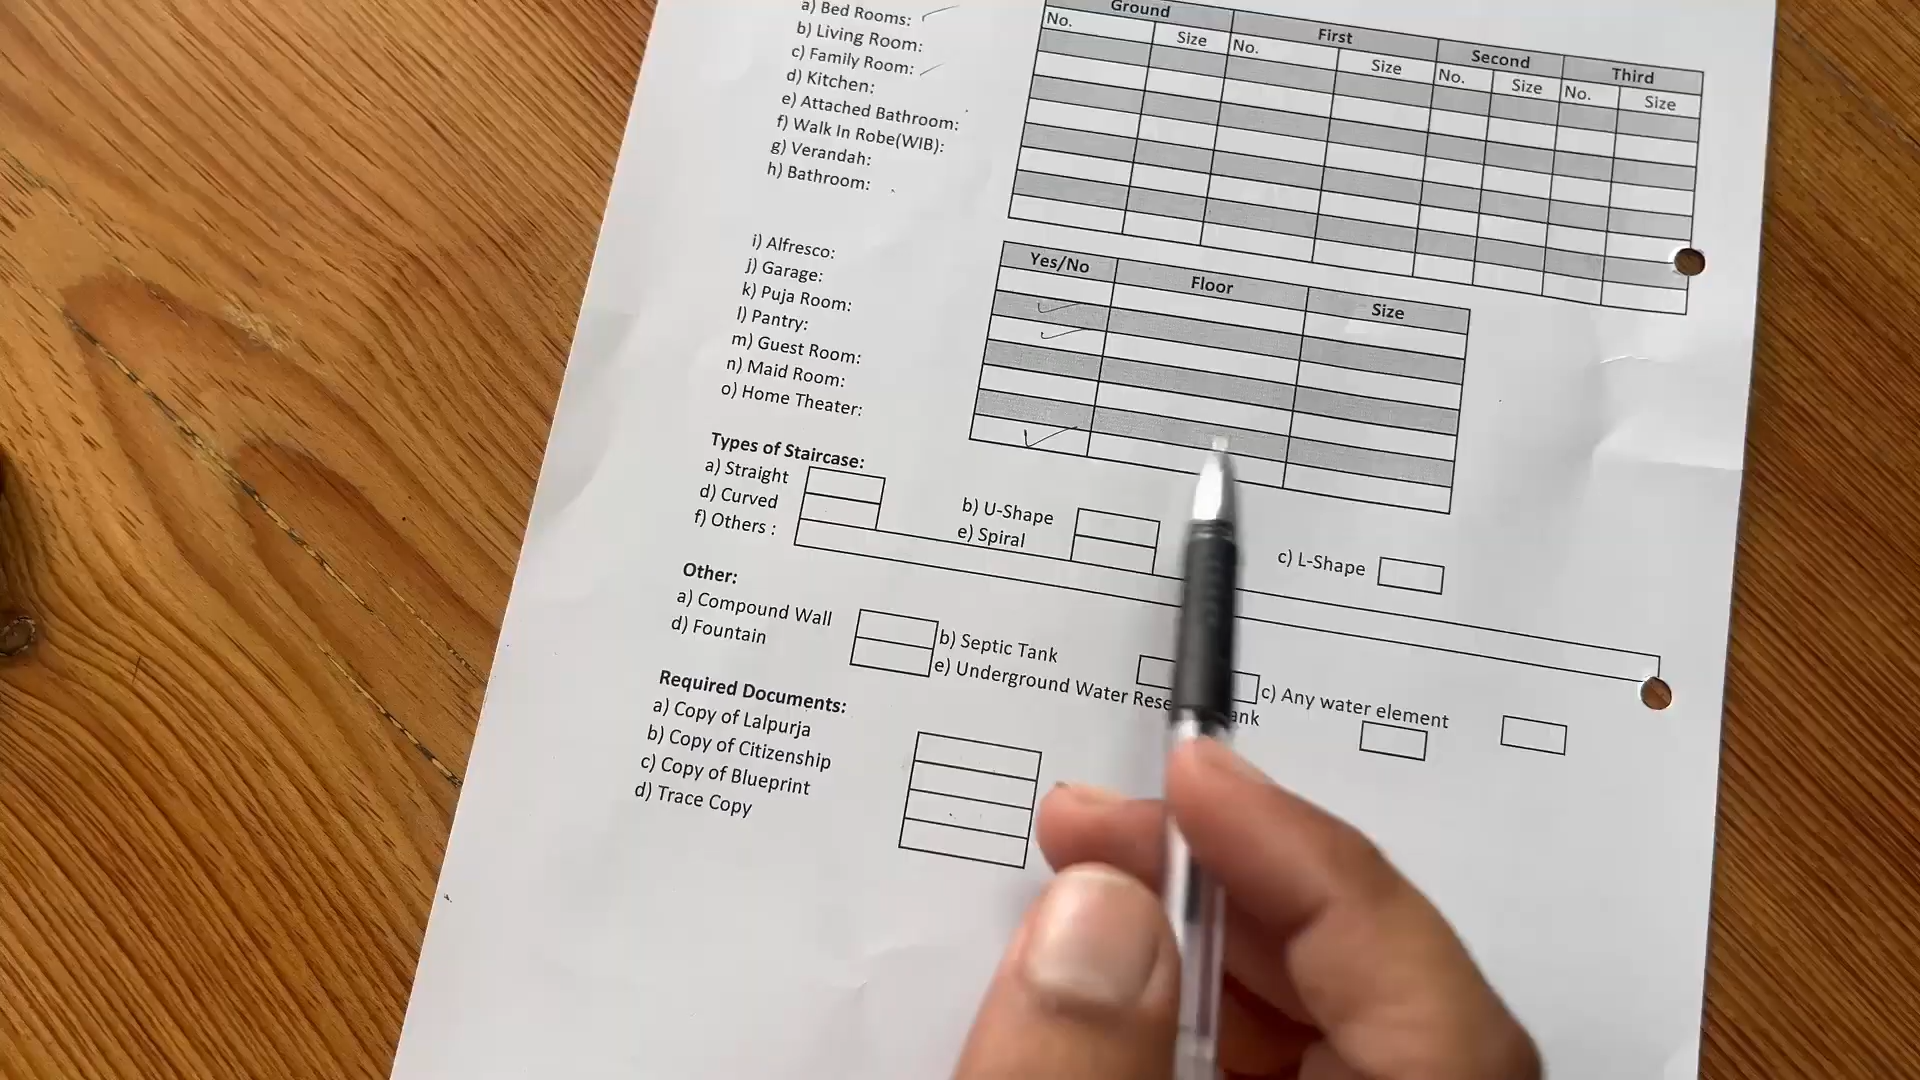 a) Bed Rooms:
b) Living Room:
c) Family Room:
d) Kitchen:
e) Attached Bathroom:
f) Walk In Robe(WIB):
g) Verandah:
h) Bathroom:
Ground First Second Third
No. Size No. Size No. Size No. Size
i) Alfresco:
j) Garage:
k) Puja Room:
l) Pantry:
m) Guest Room:
n) Maid Room:
o) Home Theater:
Yes/No Floor Size
Types of Staircase:
a) Straight b) U-Shape c) L-Shape
d) Curved e) Spiral
f) Others :
Other:
a) Compound Wall b) Septic Tank c) Any water element
d) Fountain e) Underground Water
Required Documents:
a) Copy of Lalpurja
b) Copy of Citizenship
c) Copy of Blueprint
d) Trace Copy